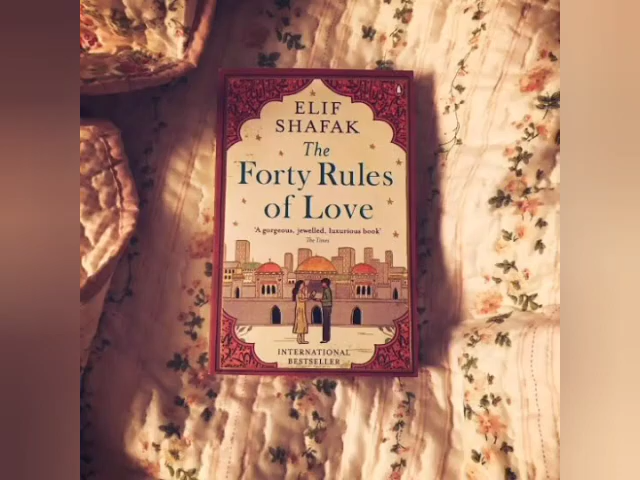 ELIF
SHAFAK
The
Forty Rules
of Love
'A gorgeous, jewelled, luxurious book'
The Times
INTERNATIONAL
BESTSELLER